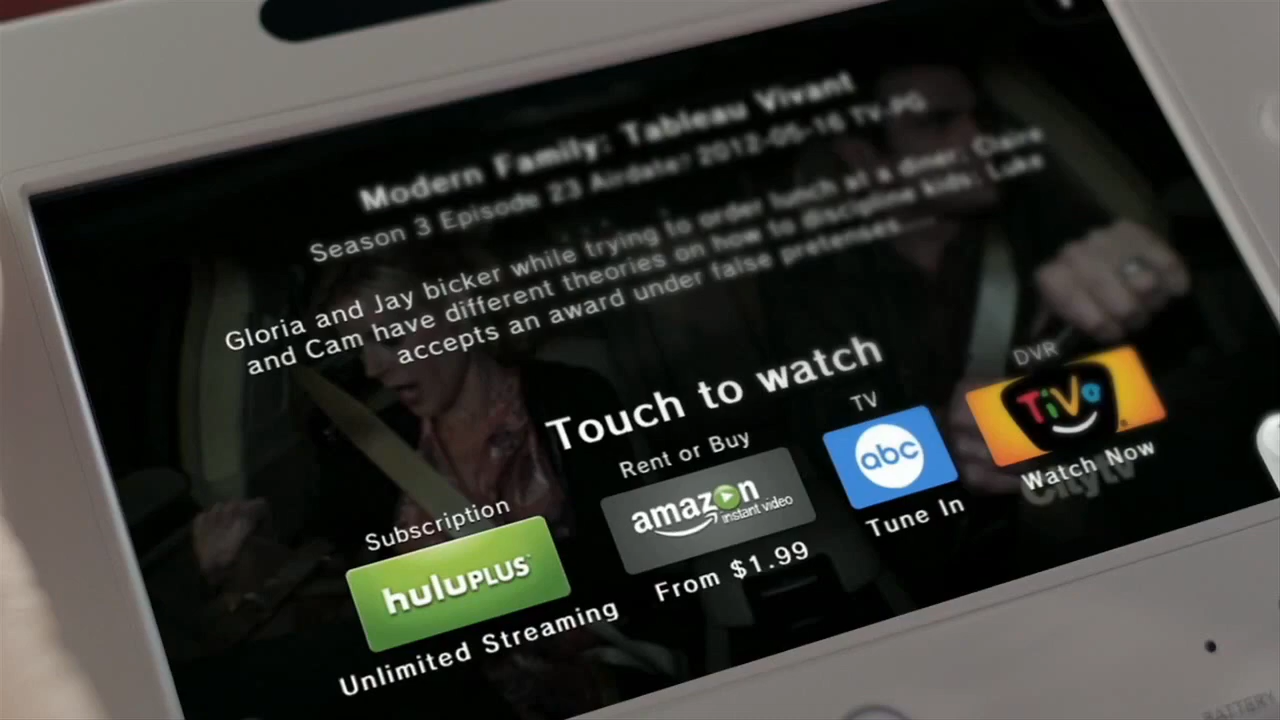 Modern Family: Tableau Vivant
Season 3 Episode 23 Airdate: 2012-05-16 TV-PG
Gloria and Jay bicker while trying to order lunch at a diner; Claire
and Cam have different theories on how to discipline kids; Luke
accepts an award under false pretenses....
Touch to watch
Subscription
huluPLUS
Unlimited Streaming
Rent or Buy
amazon
instant video
From $1.99
TV
abc
Tune In
DVR
TiVo
Watch Now
Citytv
BATTERY